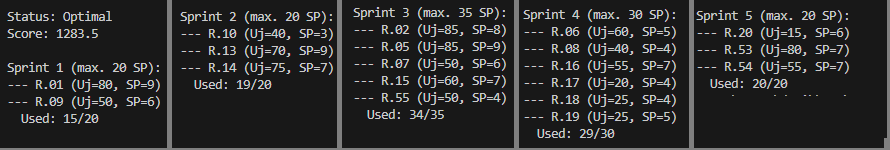 Status: Optimal
Score: 1283.5
Sprint 1 (max. 20 SP):
--- R.01 (Uj=80, SP=9)
--- R.09 (Uj=50, SP=6)
Used: 15/20
Sprint 2 (max. 20 SP):
--- R.10 (Uj=40, SP=3)
--- R.13 (Uj=70, SP=9)
--- R.14 (Uj=75, SP=7)
Used: 19/20
Sprint 3 (max. 35 SP):
--- R.02 (Uj=85, SP=8)
--- R.05 (Uj=85, SP=9)
--- R.07 (Uj=50, SP=6)
--- R.15 (Uj=60, SP=7)
--- R.55 (Uj=50, SP=4)
Used: 34/35
Sprint 4 (max. 30 SP):
--- R.06 (Uj=60, SP=5)
--- R.08 (Uj=40, SP=4)
--- R.16 (Uj=55, SP=7)
--- R.17 (Uj=20, SP=4)
--- R.18 (Uj=25, SP=4)
--- R.19 (Uj=25, SP=5)
Used: 29/30
Sprint 5 (max. 20 SP):
--- R.20 (Uj=15, SP=6)
--- R.53 (Uj=80, SP=7)
--- R.54 (Uj=55, SP=7)
Used: 20/20